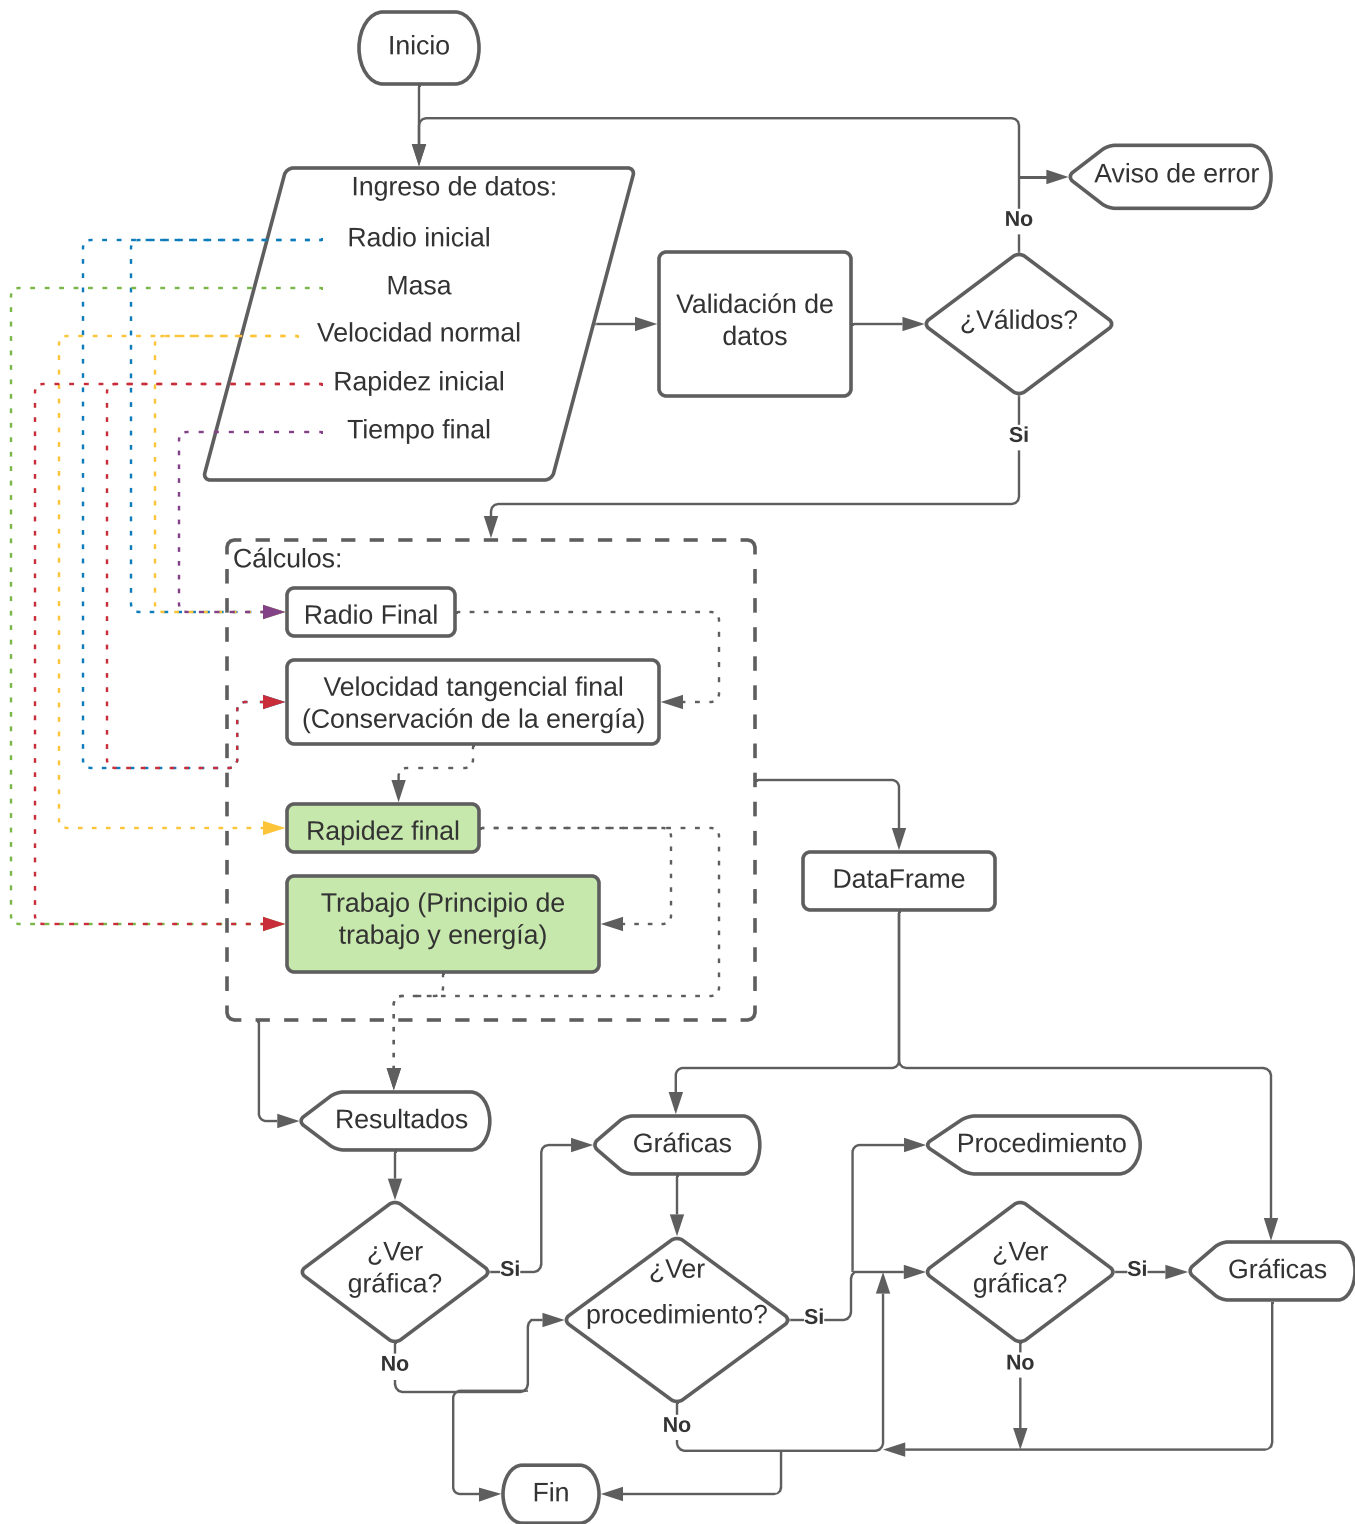 Inicio
Ingreso de datos:
Radio inicial
Masa
Velocidad normal
Rapidez inicial
Tiempo final
Validación de
datos
¿Válidos?
No
Aviso de error
Si
Cálculos:
Radio Final
Velocidad tangencial final
(Conservación de la energía)
Rapidez final
Trabajo (Principio de
trabajo y energía)
DataFrame
Resultados
Gráficas
Procedimiento
¿Ver
gráfica?
Si
No
¿Ver
procedimiento?
Si
No
¿Ver
gráfica?
Si
No
Gráficas
Fin